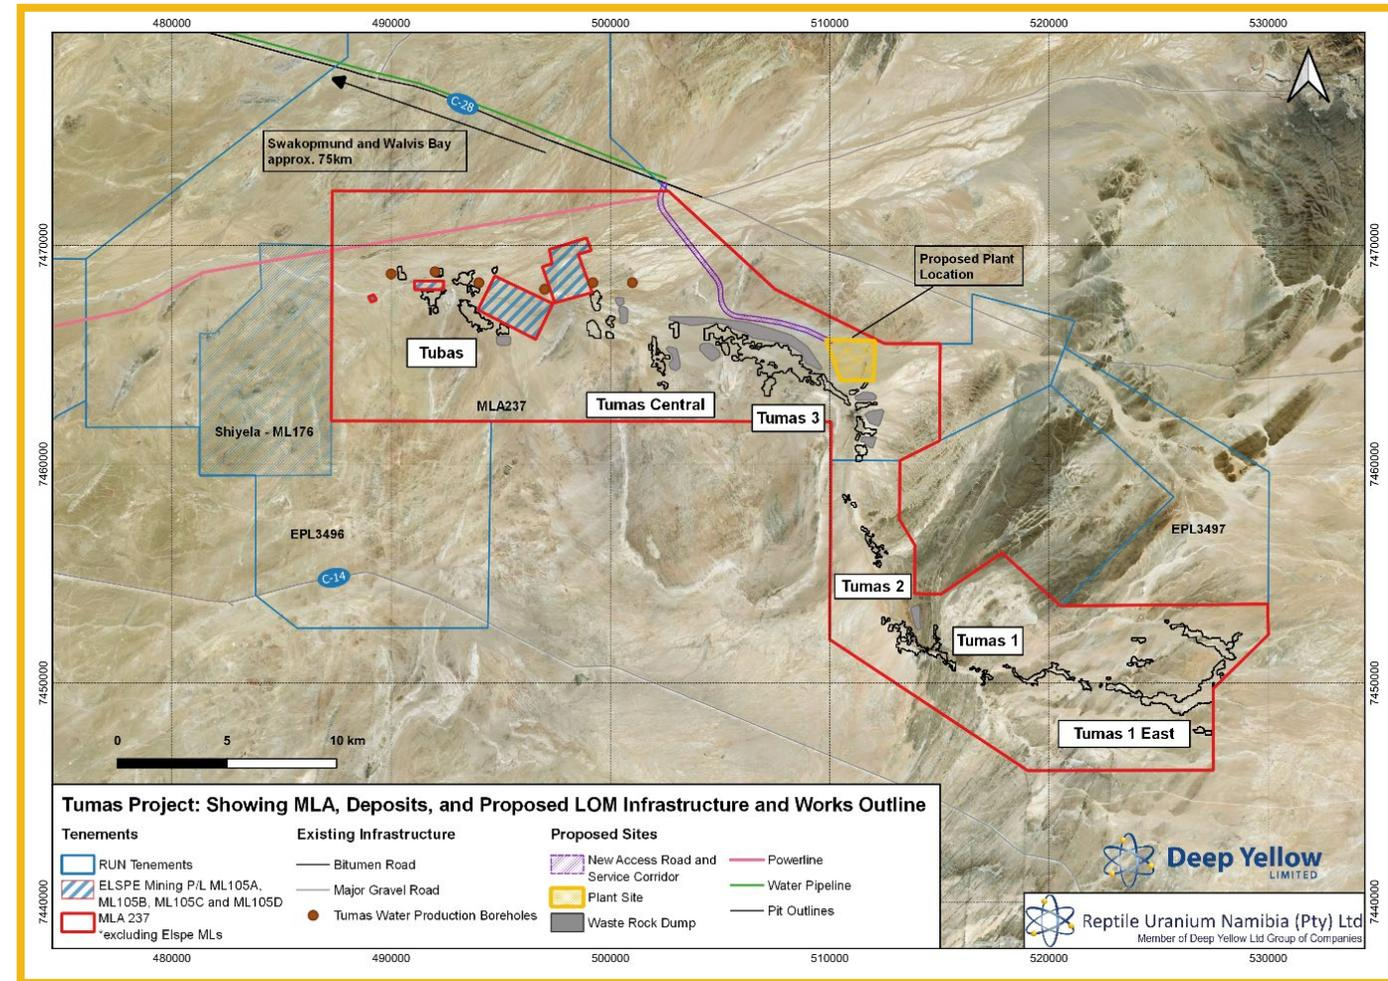 480000
490000
500000
510000
520000
530000
C-28
Swakopmund and Walvis Bay
approx. 75km
7470000
7470000
Proposed Plant
Location
Tubas
MLA237
Tumas Central
Tumas 3
Shiyela - ML176
7460000
7460000
EPL3496
EPL3497
C-14
Tumas 2
Tumas 1
7450000
7450000
Tumas 1 East
0 5 10 km
Tumas Project: Showing MLA, Deposits, and Proposed LOM Infrastructure and Works Outline
Tenements
RUN Tenements
ELSPE Mining P/L ML105A,
ML105B, ML105C and ML105D
MLA 237
*excluding Elspe MLs
Existing Infrastructure
Bitumen Road
Major Gravel Road
Tumas Water Production Boreholes
Proposed Sites
New Access Road and
Service Corridor
Plant Site
Waste Rock Dump
Powerline
Water Pipeline
Pit Outlines
Deep Yellow
LIMITED
7440000
7440000
Reptile Uranium Namibia (Pty) Ltd
Member of Deep Yellow Ltd Group of Companies
480000
490000
500000
510000
520000
530000